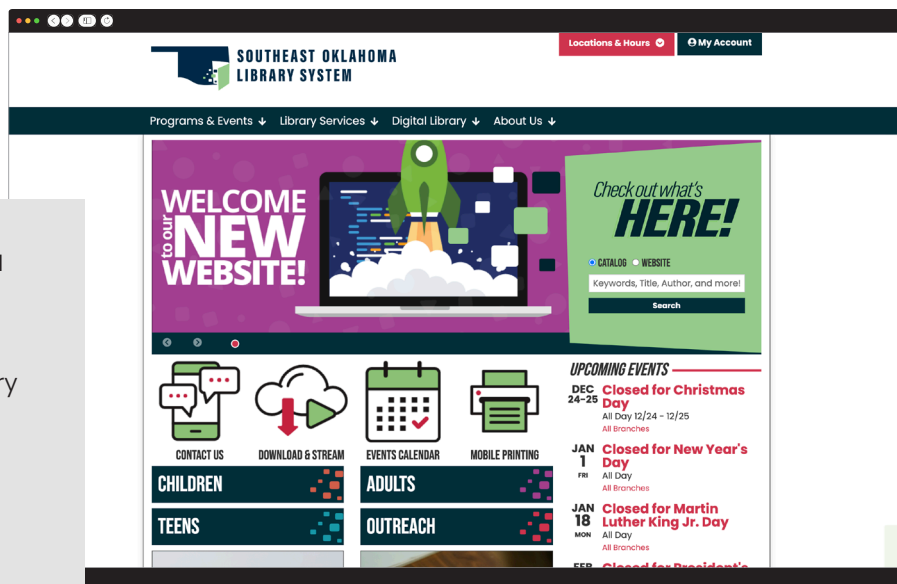 SOUTHEAST OKLAHOMA
LIBRARY SYSTEM
Locations & Hours
My Account
Programs & Events
Library Services
Digital Library
About Us
WELCOME
to our
NEW
WEBSITE!
Check out what's
HERE!
CATALOG
WEBSITE
Keywords, Title, Author, and more!
Search
CONTACT US
DOWNLOAD & STREAM
EVENTS CALENDAR
MOBILE PRINTING
CHILDREN
ADULTS
TEENS
OUTREACH
UPCOMING EVENTS
DEC
24-25
Closed for Christmas
Day
All Day 12/24 - 12/25
All Branches
JAN
1
FRI
Closed for New Year's
Day
All Day
All Branches
JAN
18
MON
Closed for Martin
Luther King Jr. Day
All Day
All Branches
FEB
Closed for President's